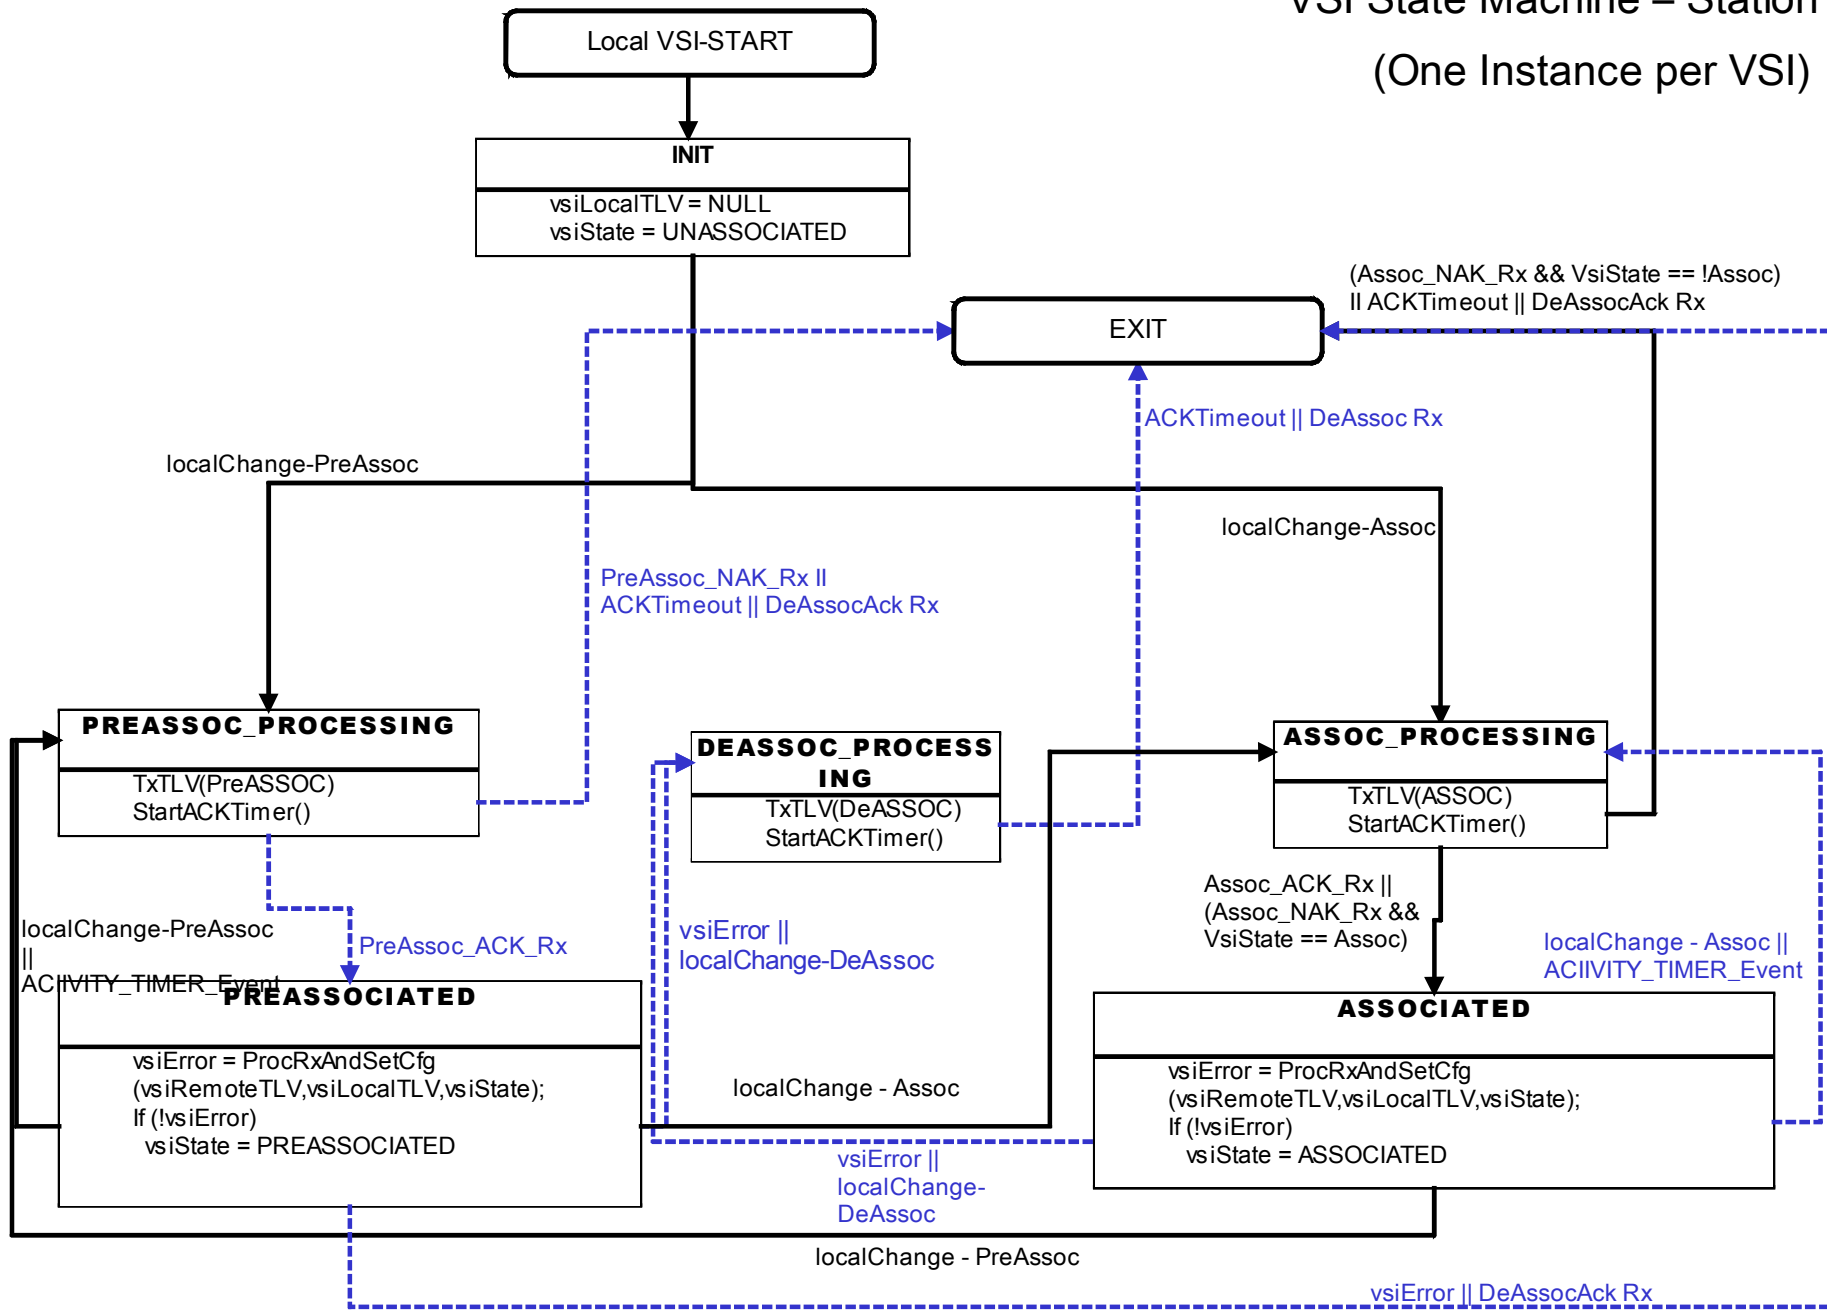 VSI State Machine – Station
(One Instance per VSI)
Local VSI-START
INIT
vsiLocalTLV = NULL
vsiState = UNASSOCIATED
(Assoc_NAK_Rx && VsiState == !Assoc)
II ACKTimeout || DeAssocAck Rx
EXIT
ACKTimeout || DeAssoc Rx
localChange-PreAssoc
localChange-Assoc
PreAssoc_NAK_Rx II
ACKTimeout || DeAssocAck Rx
PREASSOC_PROCESSING
TxTLV(PreASSOC)
StartACKTimer()
DEASSOC_PROCESS
ING
TxTLV(DeASSOC)
StartACKTimer()
ASSOC_PROCESSING
TxTLV(ASSOC)
StartACKTimer()
localChange-PreAssoc
||
ACIIVITY_TIMER_Event
PreAssoc_ACK_Rx
vsiError ||
localChange-DeAssoc
Assoc_ACK_Rx ||
(Assoc_NAK_Rx &&
VsiState == Assoc)
localChange - Assoc ||
ACIIVITY_TIMER_Event
PREASSOCIATED
vsiError = ProcRxAndSetCfg
(vsiRemoteTLV,vsiLocalTLV,vsiState);
If (!vsiError)
vsiState = PREASSOCIATED
localChange - Assoc
ASSOCIATED
vsiError = ProcRxAndSetCfg
(vsiRemoteTLV,vsiLocalTLV,vsiState);
If (!vsiError)
vsiState = ASSOCIATED
vsiError ||
localChange-
DeAssoc
localChange - PreAssoc
vsiError || DeAssocAck Rx